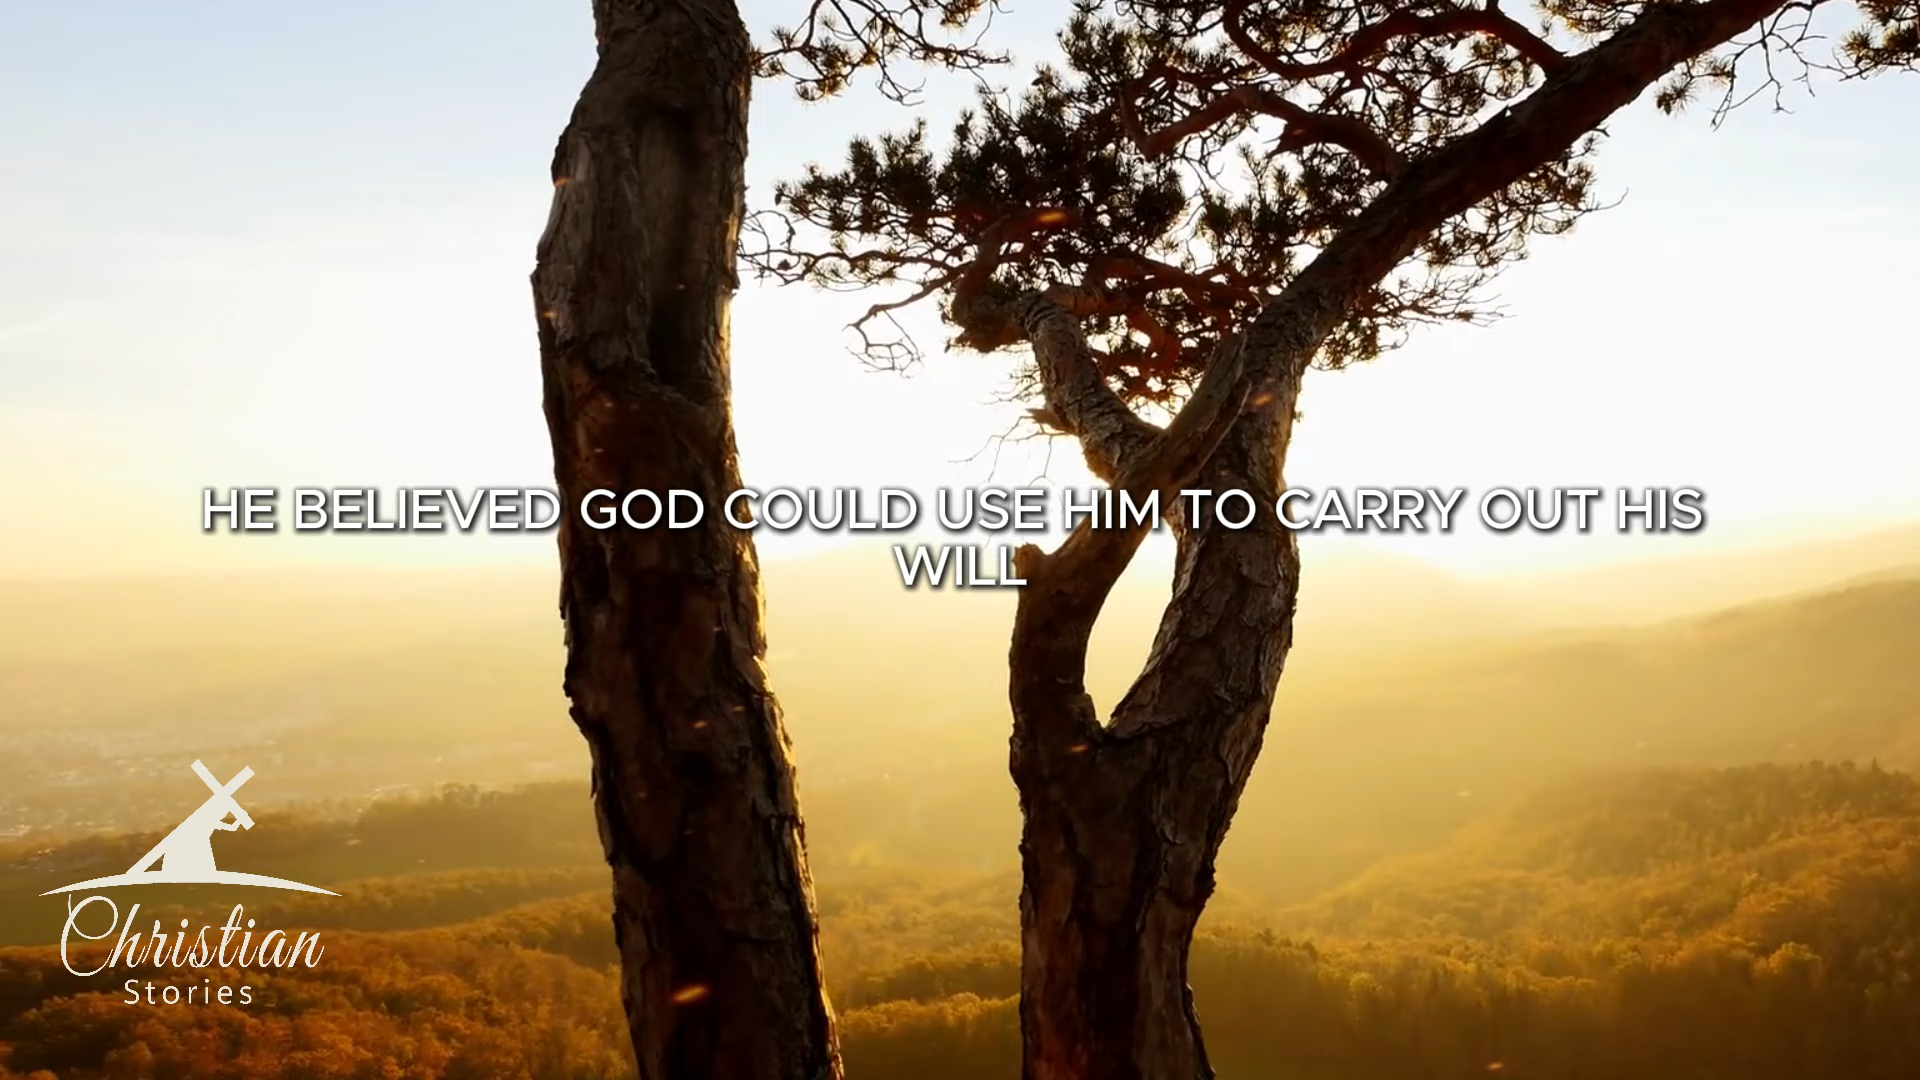 HE BELIEVED GOD COULD USE HIM TO CARRY OUT HIS
WILL
Christian
Stories